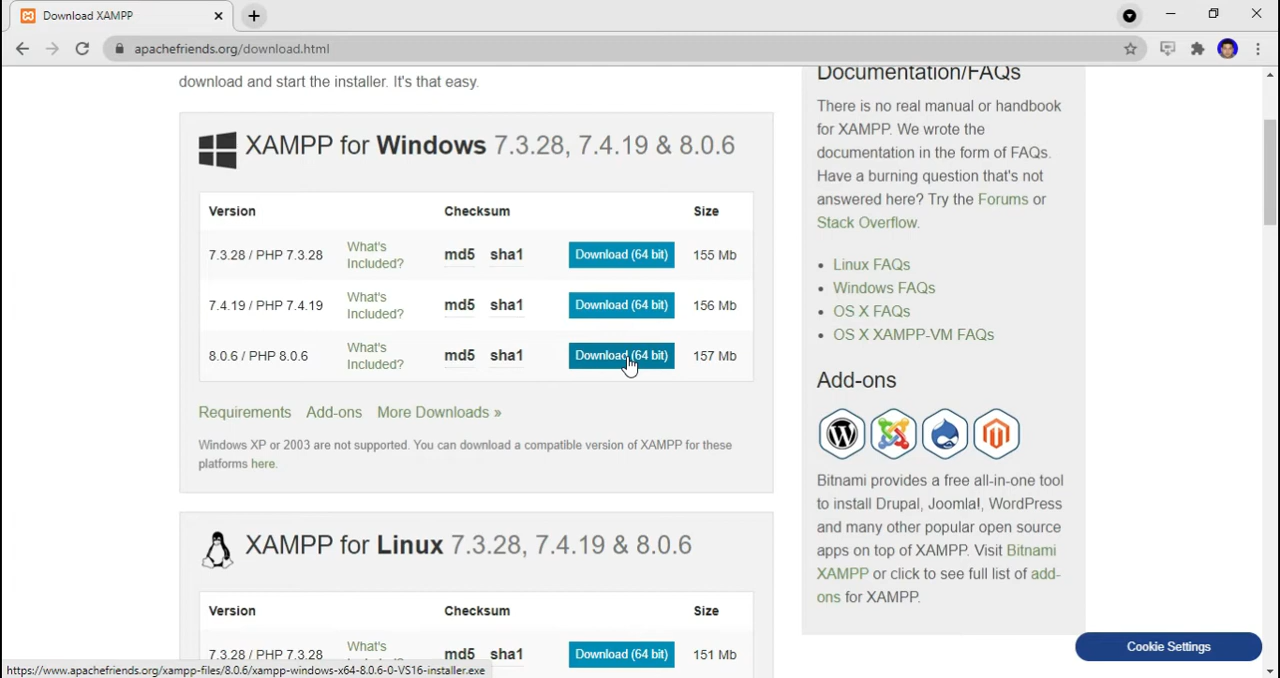 Download XAMPP
apachefriends.org/download.html
download and start the installer. It's that easy.
XAMPP for Windows 7.3.28, 7.4.19 & 8.0.6
Version Checksum Size
7.3.28 / PHP 7.3.28 What's Included? md5 sha1 Download (64 bit) 155 Mb
7.4.19 / PHP 7.4.19 What's Included? md5 sha1 Download (64 bit) 156 Mb
8.0.6 / PHP 8.0.6 What's Included? md5 sha1 Download (64 bit) 157 Mb
Requirements Add-ons More Downloads »
Windows XP or 2003 are not supported. You can download a compatible version of XAMPP for these
platforms here.
XAMPP for Linux 7.3.28, 7.4.19 & 8.0.6
Version Checksum Size
7.3.28 / PHP 7.3.28 What's md5 sha1 Download (64 bit) 151 Mb
Documentation/FAQs
There is no real manual or handbook
for XAMPP. We wrote the
documentation in the form of FAQs.
Have a burning question that's not
answered here? Try the Forums or
Stack Overflow.
• Linux FAQs
• Windows FAQs
• OS X FAQs
• OS X XAMPP-VM FAQs
Add-ons
Bitnami provides a free all-in-one tool
to install Drupal, Joomla!, WordPress
and many other popular open source
apps on top of XAMPP. Visit Bitnami
XAMPP or click to see full list of add-
ons for XAMPP.
Cookie Settings
https://www.apachefriends.org/xampp-files/8.0.6/xampp-windows-x64-8.0.6-0-VS16-installer.exe